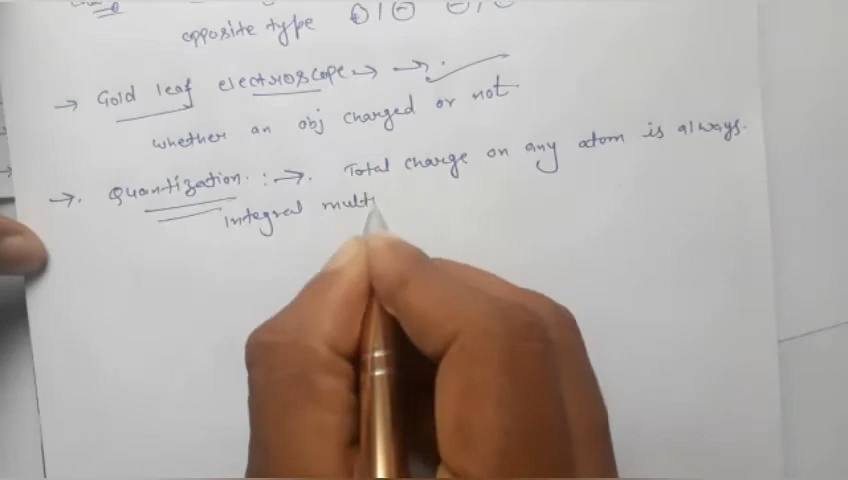 opposite type ⊕/⊖ ⊖/⊕
→ Gold leaf electroscope → →.
whether an obj charged or not.
→. Quantization. : →. Total charge on any atom is always.
integral mult